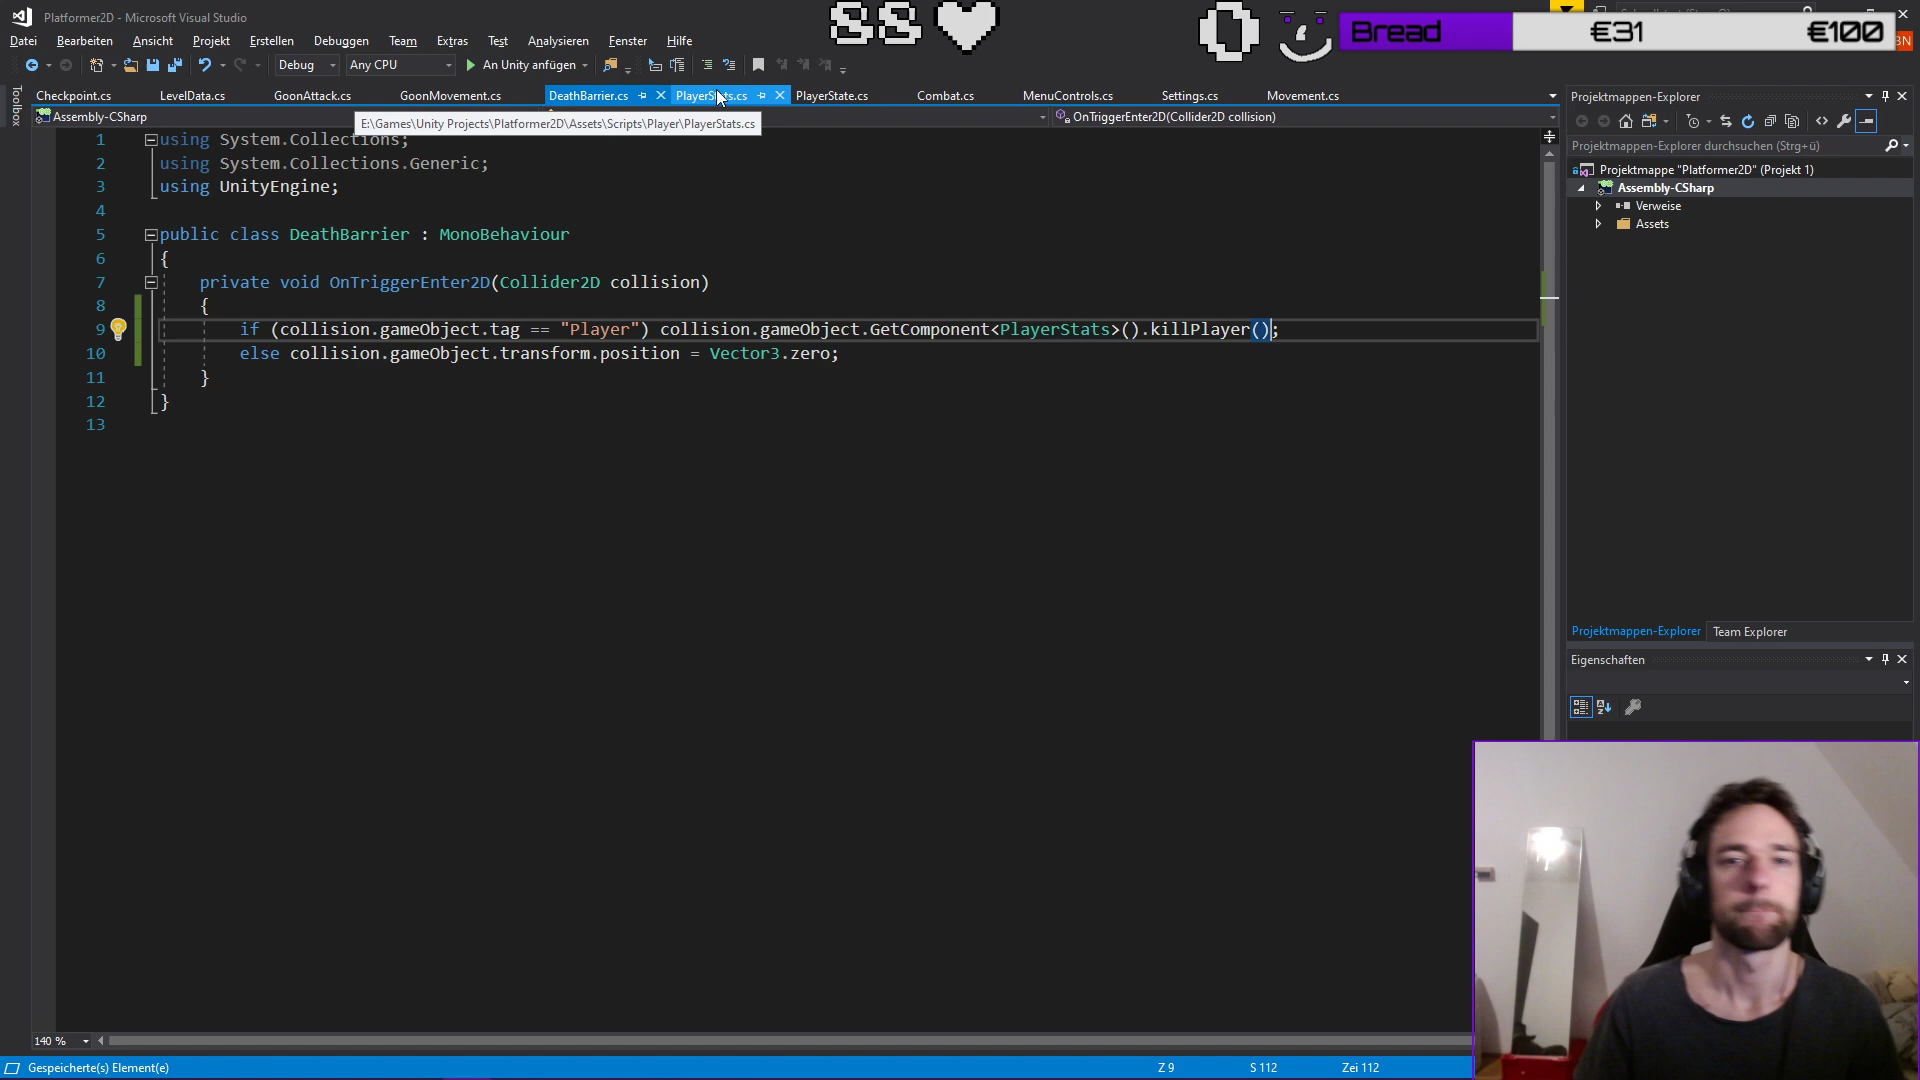 Platformer2D - Microsoft Visual Studio
Datei Bearbeiten Ansicht Projekt Erstellen Debuggen Team Extras Test Analysieren Fenster Hilfe
SS
0
Bread €31 €100
Debug Any CPU An Unity anfügen
Toolbox
Checkpoint.cs LevelData.cs GoonAttack.cs GoonMovement.cs DeathBarrier.cs PlayerStats.cs PlayerState.cs Combat.cs MenuControls.cs Settings.cs Movement.cs
Assembly-CSharp
OnTriggerEnter2D(Collider2D collision)
E:\Games\Unity Projects\Platformer2D\Assets\Scripts\Player\PlayerStats.cs
1 using System.Collections;
2 using System.Collections.Generic;
3 using UnityEngine;
4
5 public class DeathBarrier : MonoBehaviour
6 {
7 private void OnTriggerEnter2D(Collider2D collision)
8 {
9 if (collision.gameObject.tag == "Player") collision.gameObject.GetComponent<PlayerStats>().killPlayer();
10 else collision.gameObject.transform.position = Vector3.zero;
11 }
12 }
13
Projektmappen-Explorer
Projektmappen-Explorer durchsuchen (Strg+ü)
Projektmappe "Platformer2D" (Projekt 1)
Assembly-CSharp
Verweise
Assets
Projektmappen-Explorer Team Explorer
Eigenschaften
140 %
Gespeicherte(s) Element(e) Z 9 S 112 Zei 112